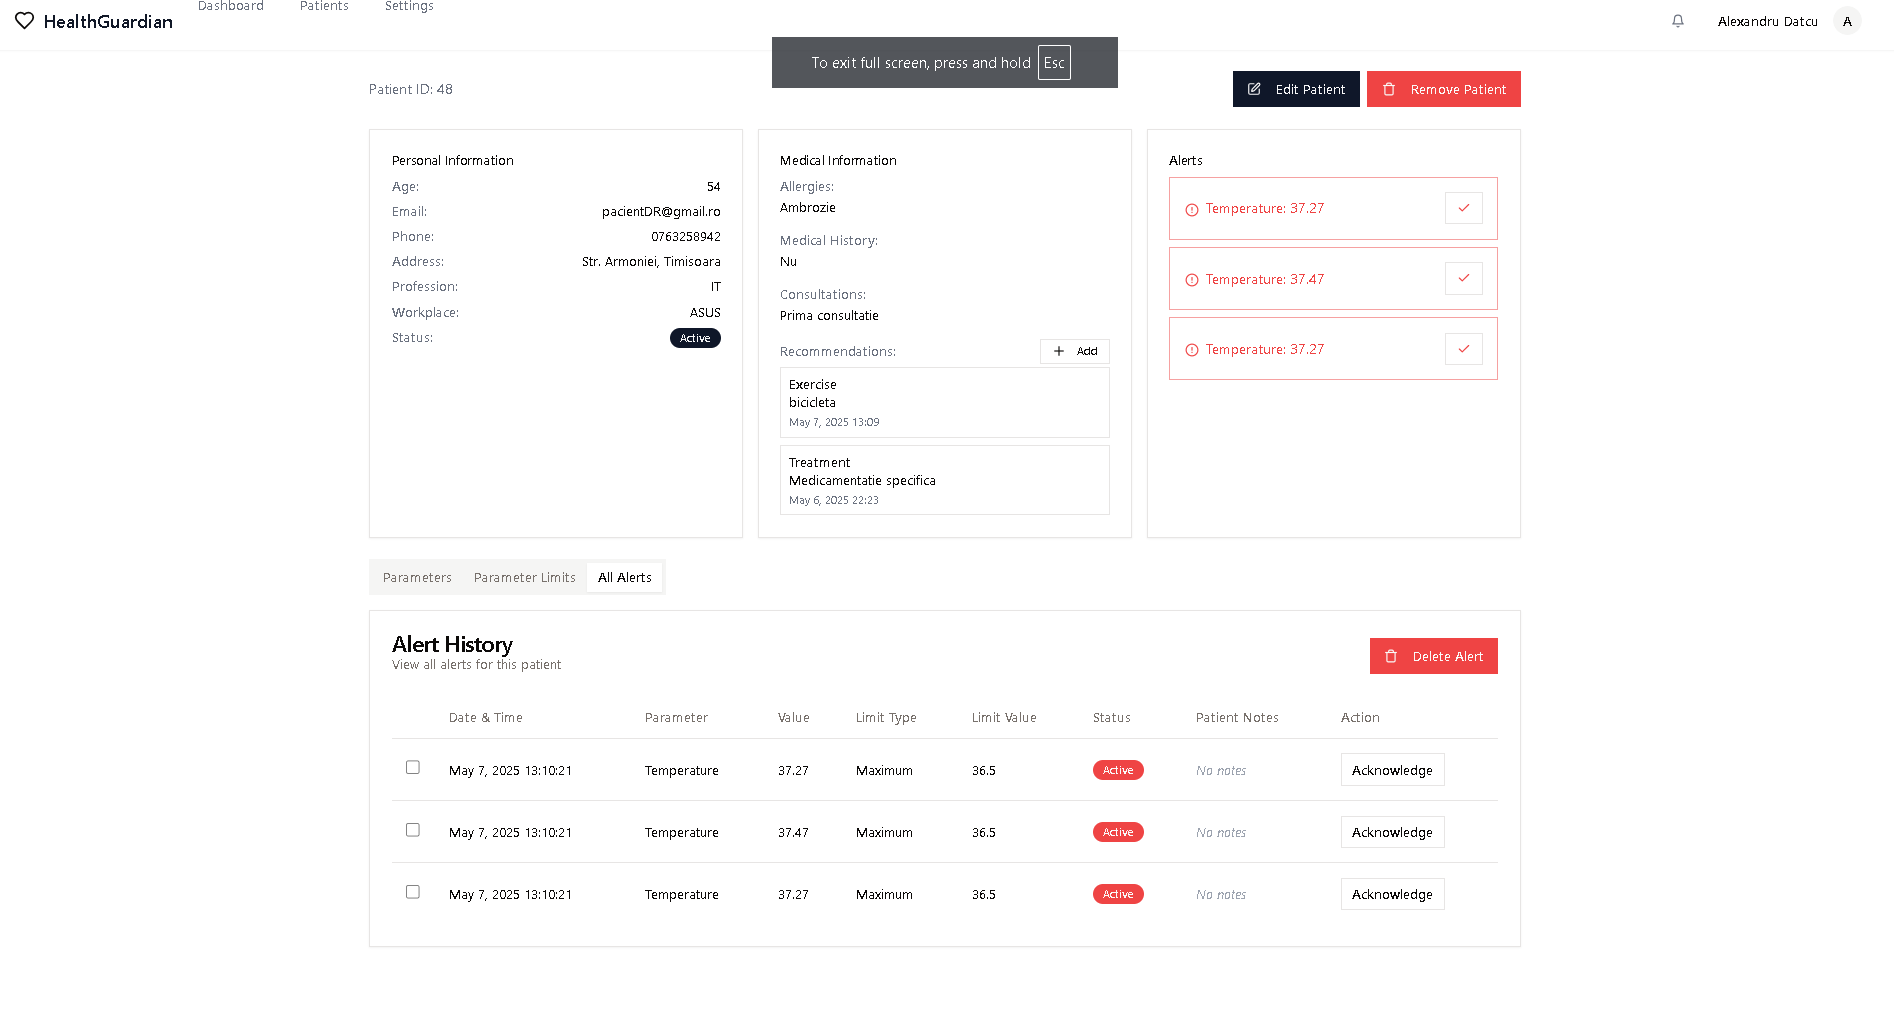 Dashboard Patients Settings
HealthGuardian
Alexandru Datcu A
To exit full screen, press and hold Esc
Patient ID: 48
Edit Patient
Remove Patient
Personal Information
Age: 54
Email: pacientDR@gmail.ro
Phone: 0763258942
Address: Str. Armoniei, Timisoara
Profession: IT
Workplace: ASUS
Status: Active
Medical Information
Allergies:
Ambrozie
Medical History:
Nu
Consultations:
Prima consultatie
Recommendations: Add
Exercise
bicicleta
May 7, 2025 13:09
Treatment
Medicamentatie specifica
May 6, 2025 22:23
Alerts
Temperature: 37.27
Temperature: 37.47
Temperature: 37.27
Parameters Parameter Limits All Alerts
Alert History
View all alerts for this patient
Delete Alert
Date & Time Parameter Value Limit Type Limit Value Status Patient Notes Action
May 7, 2025 13:10:21 Temperature 37.27 Maximum 36.5 Active No notes Acknowledge
May 7, 2025 13:10:21 Temperature 37.47 Maximum 36.5 Active No notes Acknowledge
May 7, 2025 13:10:21 Temperature 37.27 Maximum 36.5 Active No notes Acknowledge